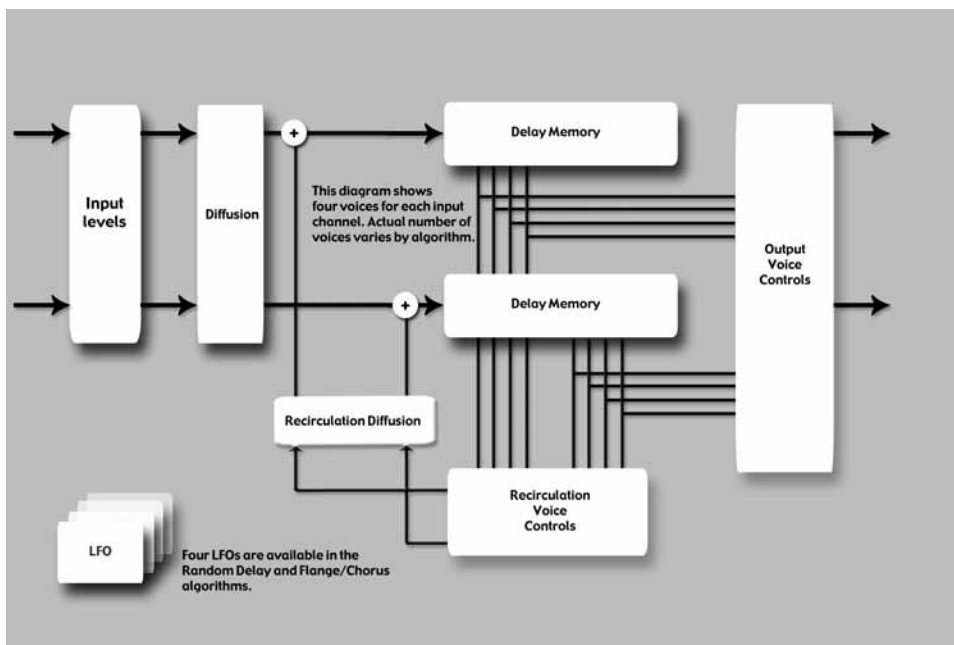 Input
levels
Diffusion
+
Delay Memory
This diagram shows
four voices for each input
channel. Actual number of
voices varies by algorithm.
+
Delay Memory
Output
Voice
Controls
Recirculation Diffusion
Recirculation
Voice
Controls
LFO
Four LFOs are available in the
Random Delay and Flange/Chorus
algorithms.